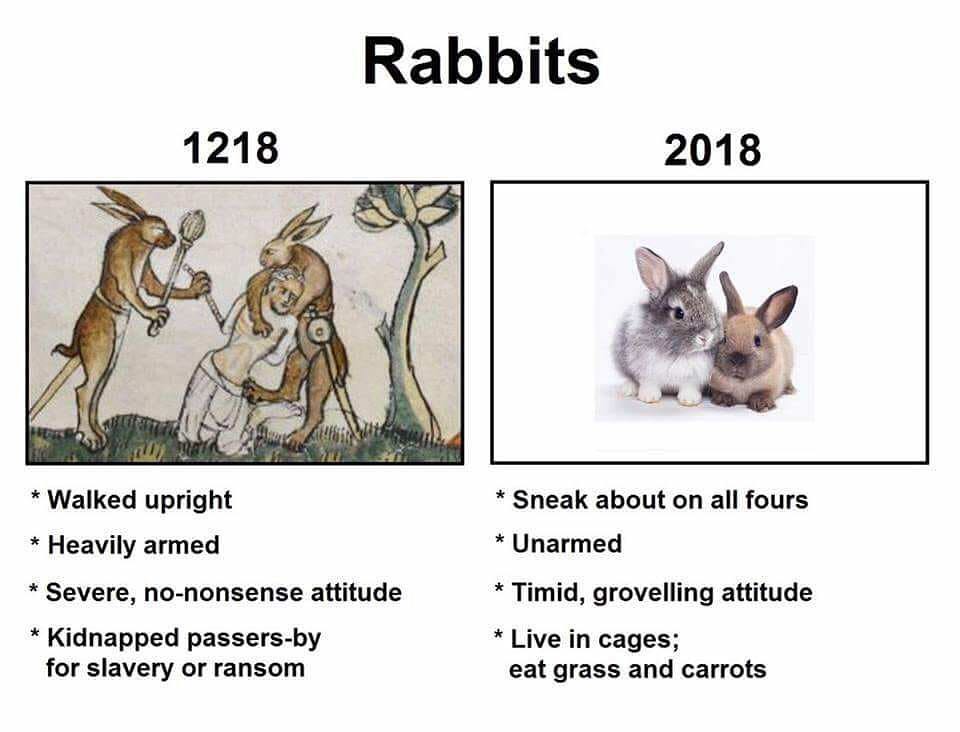 Rabbits
1218
2018
* Walked upright
* Heavily armed
* Severe, no-nonsense attitude
* Kidnapped passers-by
for slavery or ransom
* Sneak about on all fours
* Unarmed
* Timid, grovelling attitude
* Live in cages;
eat grass and carrots